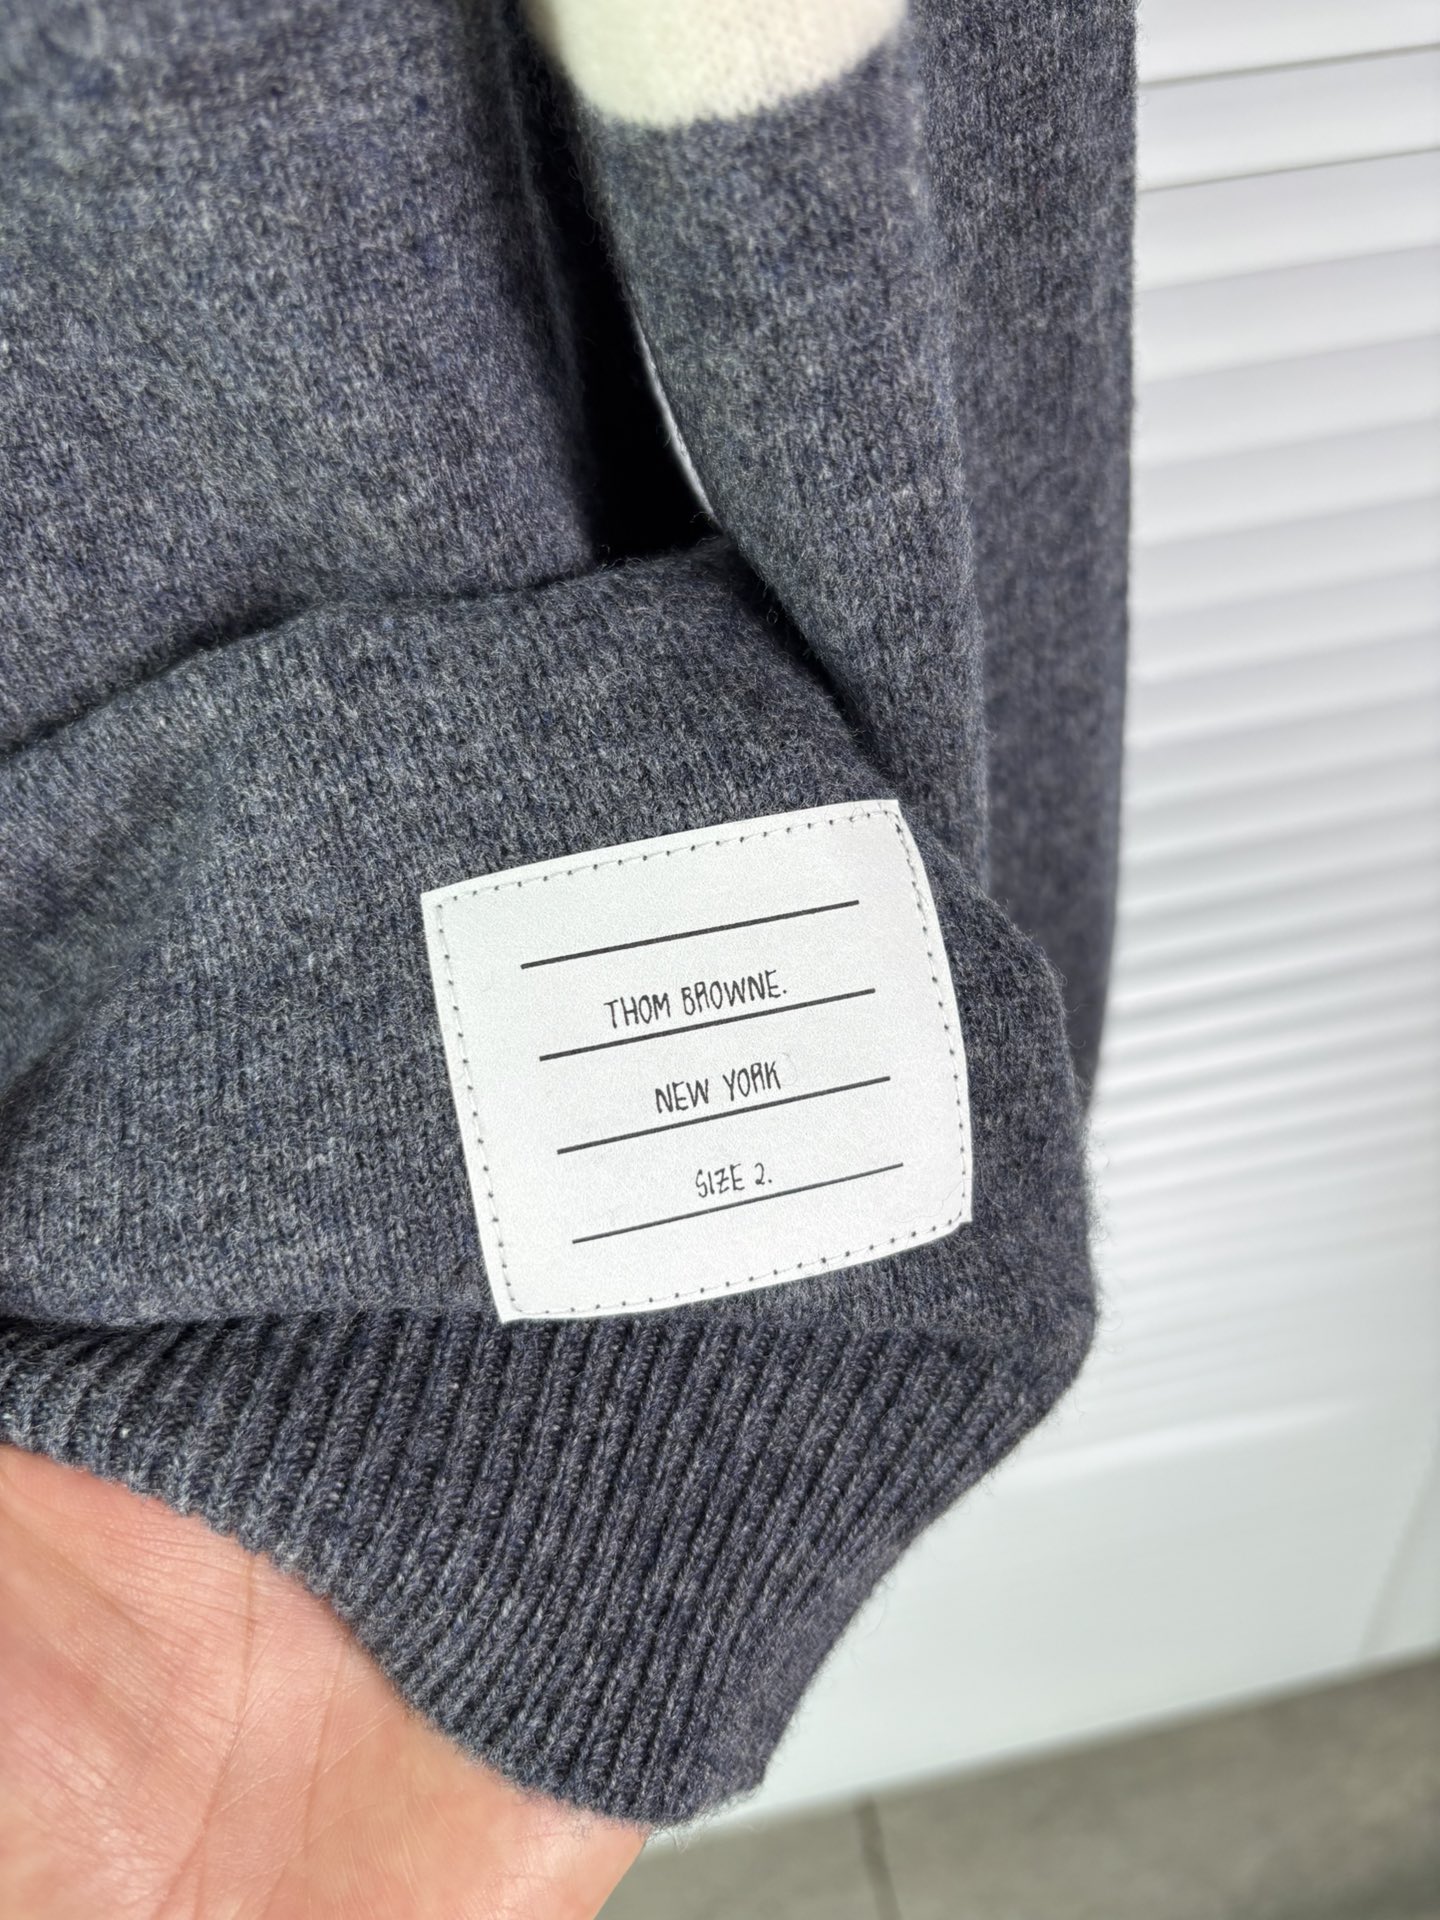 THOM BROWNE.
NEW YORK
SIZE 2.